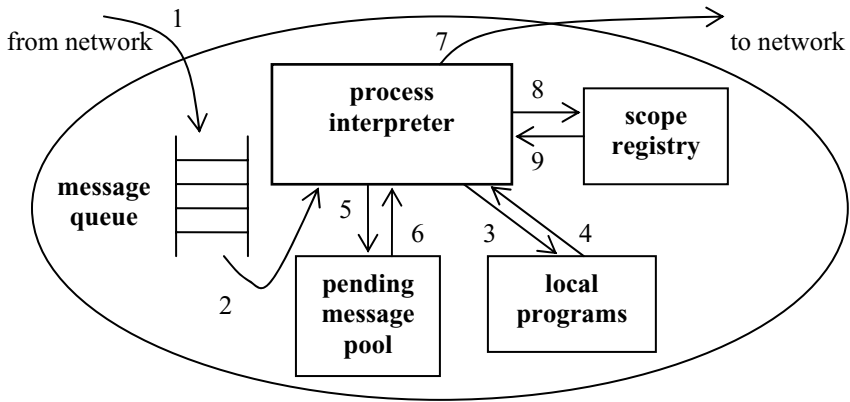 1
from network
7
to network
process
interpreter
8
scope
registry
9
message
queue
5
6
3
4
2
pending
message
pool
local
programs